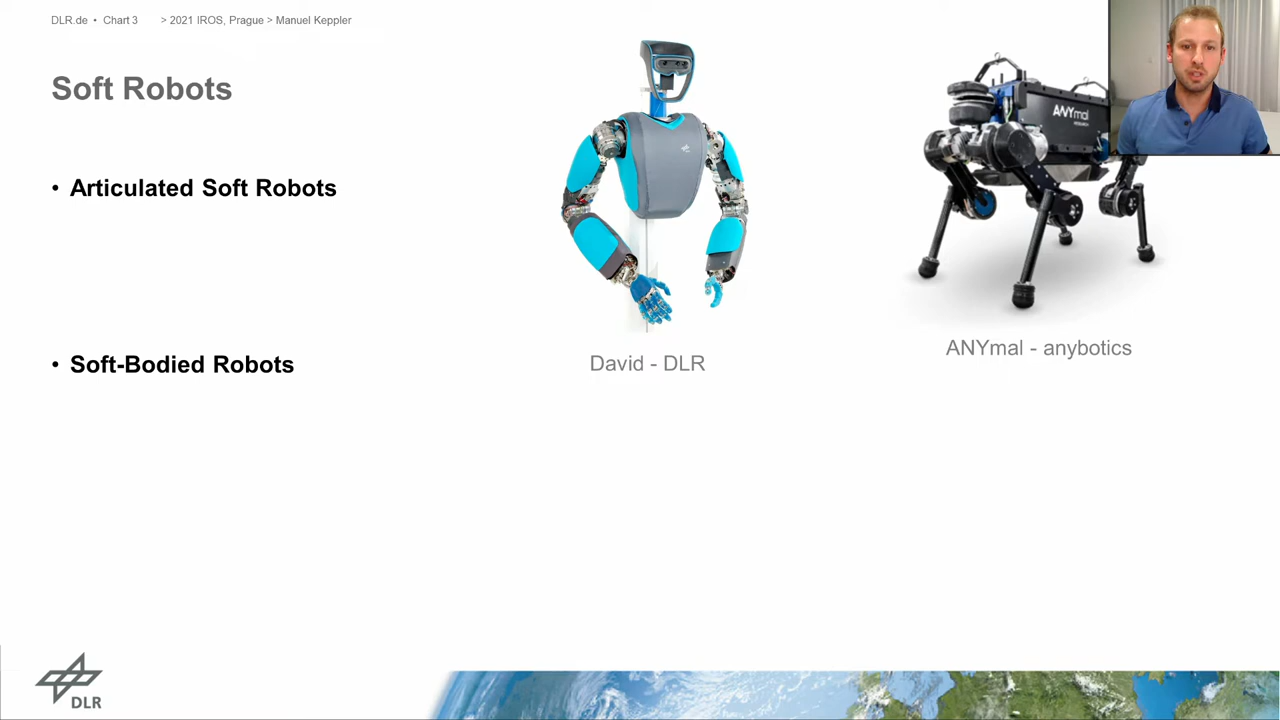 DLR.de • Chart 3 > 2021 IROS, Prague > Manuel Keppler
Soft Robots
• Articulated Soft Robots
• Soft-Bodied Robots
ANYmal
RESEARCH
David - DLR
ANYmal - anybotics
DLR